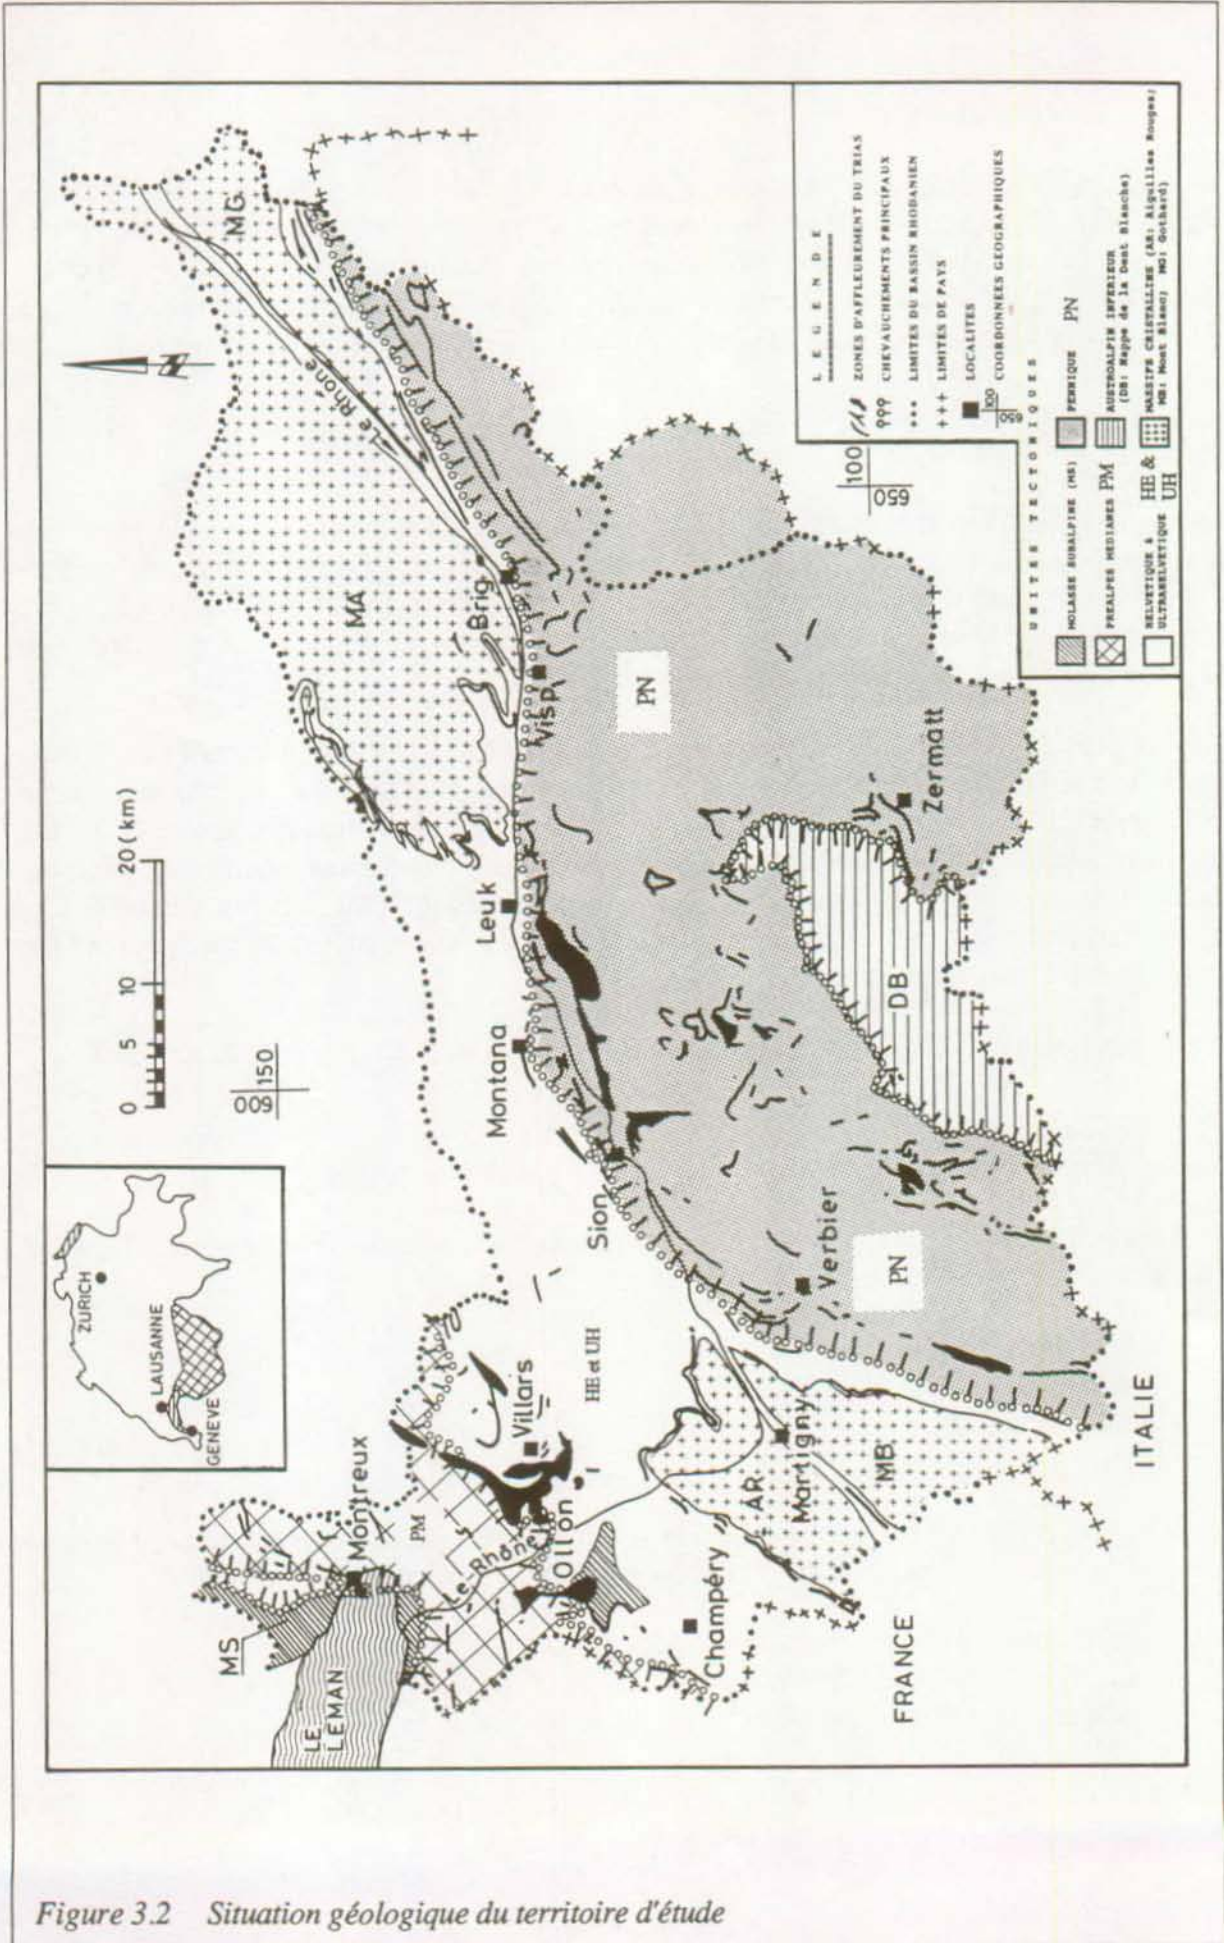 ZURICH
LAUSANNE
GENEVE
0 5 10 20 (km)
600
150
MS
LE
LEMAN
Montreux
PM
Le Rhône
Ollon
Villars
HE et UH
Champéry
FRANCE
AR
Martigny
MB
ITALIE
Verbier
PN
Sion
Montana
Leuk
DB
Zermatt
PN
Visp
Brig
MA
Le Rhône
MG
N
100
650
LEGENDE
ZONES D'AFFLEUREMENT DU TRIAS
CHEVAUCHEMENTS PRINCIPAUX
LIMITES DU BASSIN RHODANIEN
+++ LIMITES DE PAYS
LOCALITES
100
650
COORDONNEES GEOGRAPHIQUES
UNITES TECTONIQUES
MOLASSE SUBALPINE (MS)
PREALPES MEDIANES PM
HELVETIQUE &
ULTRAHELVETIQUE
HE &
UH
PENNIQUE PN
AUSTROALPIN INFERIEUR
(DB: Nappe de la Dent Blanche)
MASSIFS CRISTALLINS (AR: Aiguilles Rouges;
MB: Mont Blanc; MG: Gothard)
Figure 3.2 Situation géologique du territoire d'étude